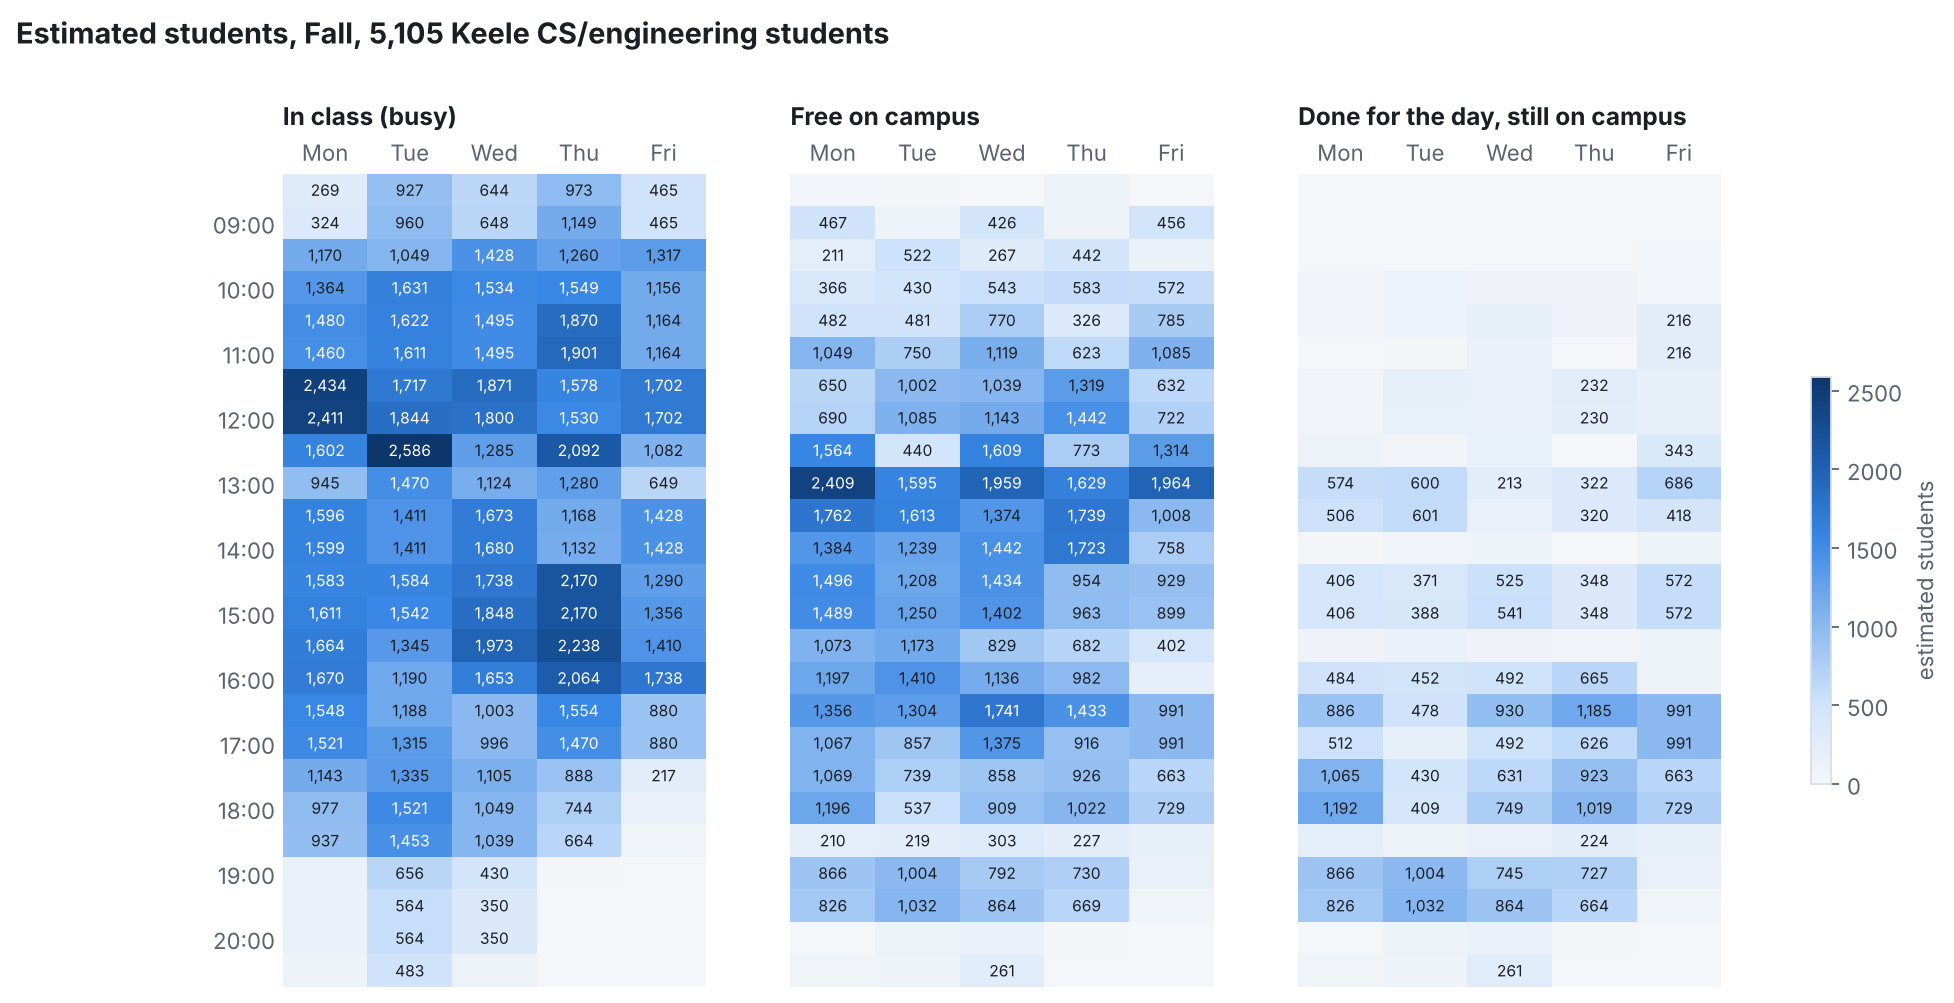 Estimated students, Fall, 5,105 Keele CS/engineering students
In class (busy) Free on campus Done for the day, still on campus
Mon Tue Wed Thu Fri Mon Tue Wed Thu Fri Mon Tue Wed Thu Fri
269 927 644 973 465
09:00 324 960 648 1,149 465 467 426 456
1,170 1,049 1,428 1,260 1,317 211 522 267 442
10:00 1,364 1,631 1,534 1,549 1,156 366 430 543 583 572
1,480 1,622 1,495 1,870 1,164 482 481 770 326 785 216
11:00 1,460 1,611 1,495 1,901 1,164 1,049 750 1,119 623 1,085 216
2,434 1,717 1,871 1,578 1,702 650 1,002 1,039 1,319 632 232
12:00 2,411 1,844 1,800 1,530 1,702 690 1,085 1,143 1,442 722 230
1,602 2,586 1,285 2,092 1,082 1,564 440 1,609 773 1,314 343
13:00 945 1,470 1,124 1,280 649 2,409 1,595 1,959 1,629 1,964 574 600 213 322 686
1,596 1,411 1,673 1,168 1,428 1,762 1,613 1,374 1,739 1,008 506 601 320 418
14:00 1,599 1,411 1,680 1,132 1,428 1,384 1,239 1,442 1,723 758
1,583 1,584 1,738 2,170 1,290 1,496 1,208 1,434 954 929 406 371 525 348 572
15:00 1,611 1,542 1,848 2,170 1,356 1,489 1,250 1,402 963 899 406 388 541 348 572
1,664 1,345 1,973 2,238 1,410 1,073 1,173 829 682 402
16:00 1,670 1,190 1,653 2,064 1,738 1,197 1,410 1,136 982 484 452 492 665
1,548 1,188 1,003 1,554 880 1,356 1,304 1,741 1,433 991 886 478 930 1,185 991
17:00 1,521 1,315 996 1,470 880 1,067 857 1,375 916 991 512 492 626 991
1,143 1,335 1,105 888 217 1,069 739 858 926 663 1,065 430 631 923 663
18:00 977 1,521 1,049 744 1,196 537 909 1,022 729 1,192 409 749 1,019 729
937 1,453 1,039 664 210 219 303 227 224
19:00 656 430 866 1,004 792 730 866 1,004 745 727
564 350 826 1,032 864 669 826 1,032 864 664
20:00 564 350
483 261 261
2500
2000
1500
1000
500
0
estimated students